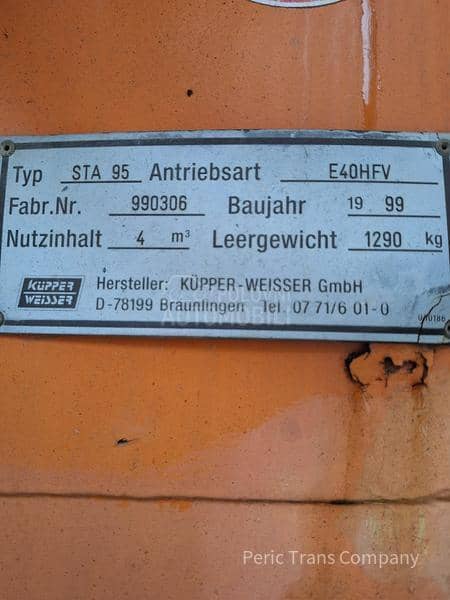 Typ STA 95 Antriebsart E40HFV
Fabr.Nr. 990306 Baujahr 19 99
Nutzinhalt 4 m³ Leergewicht 1290 kg
KÜPPER WEISSER
Hersteller: KÜPPER-WEISSER GmbH
D-78199 Bräunlingen Tel. 07 71/6 01-0
AUTOMOBILI
Peric Trans Company